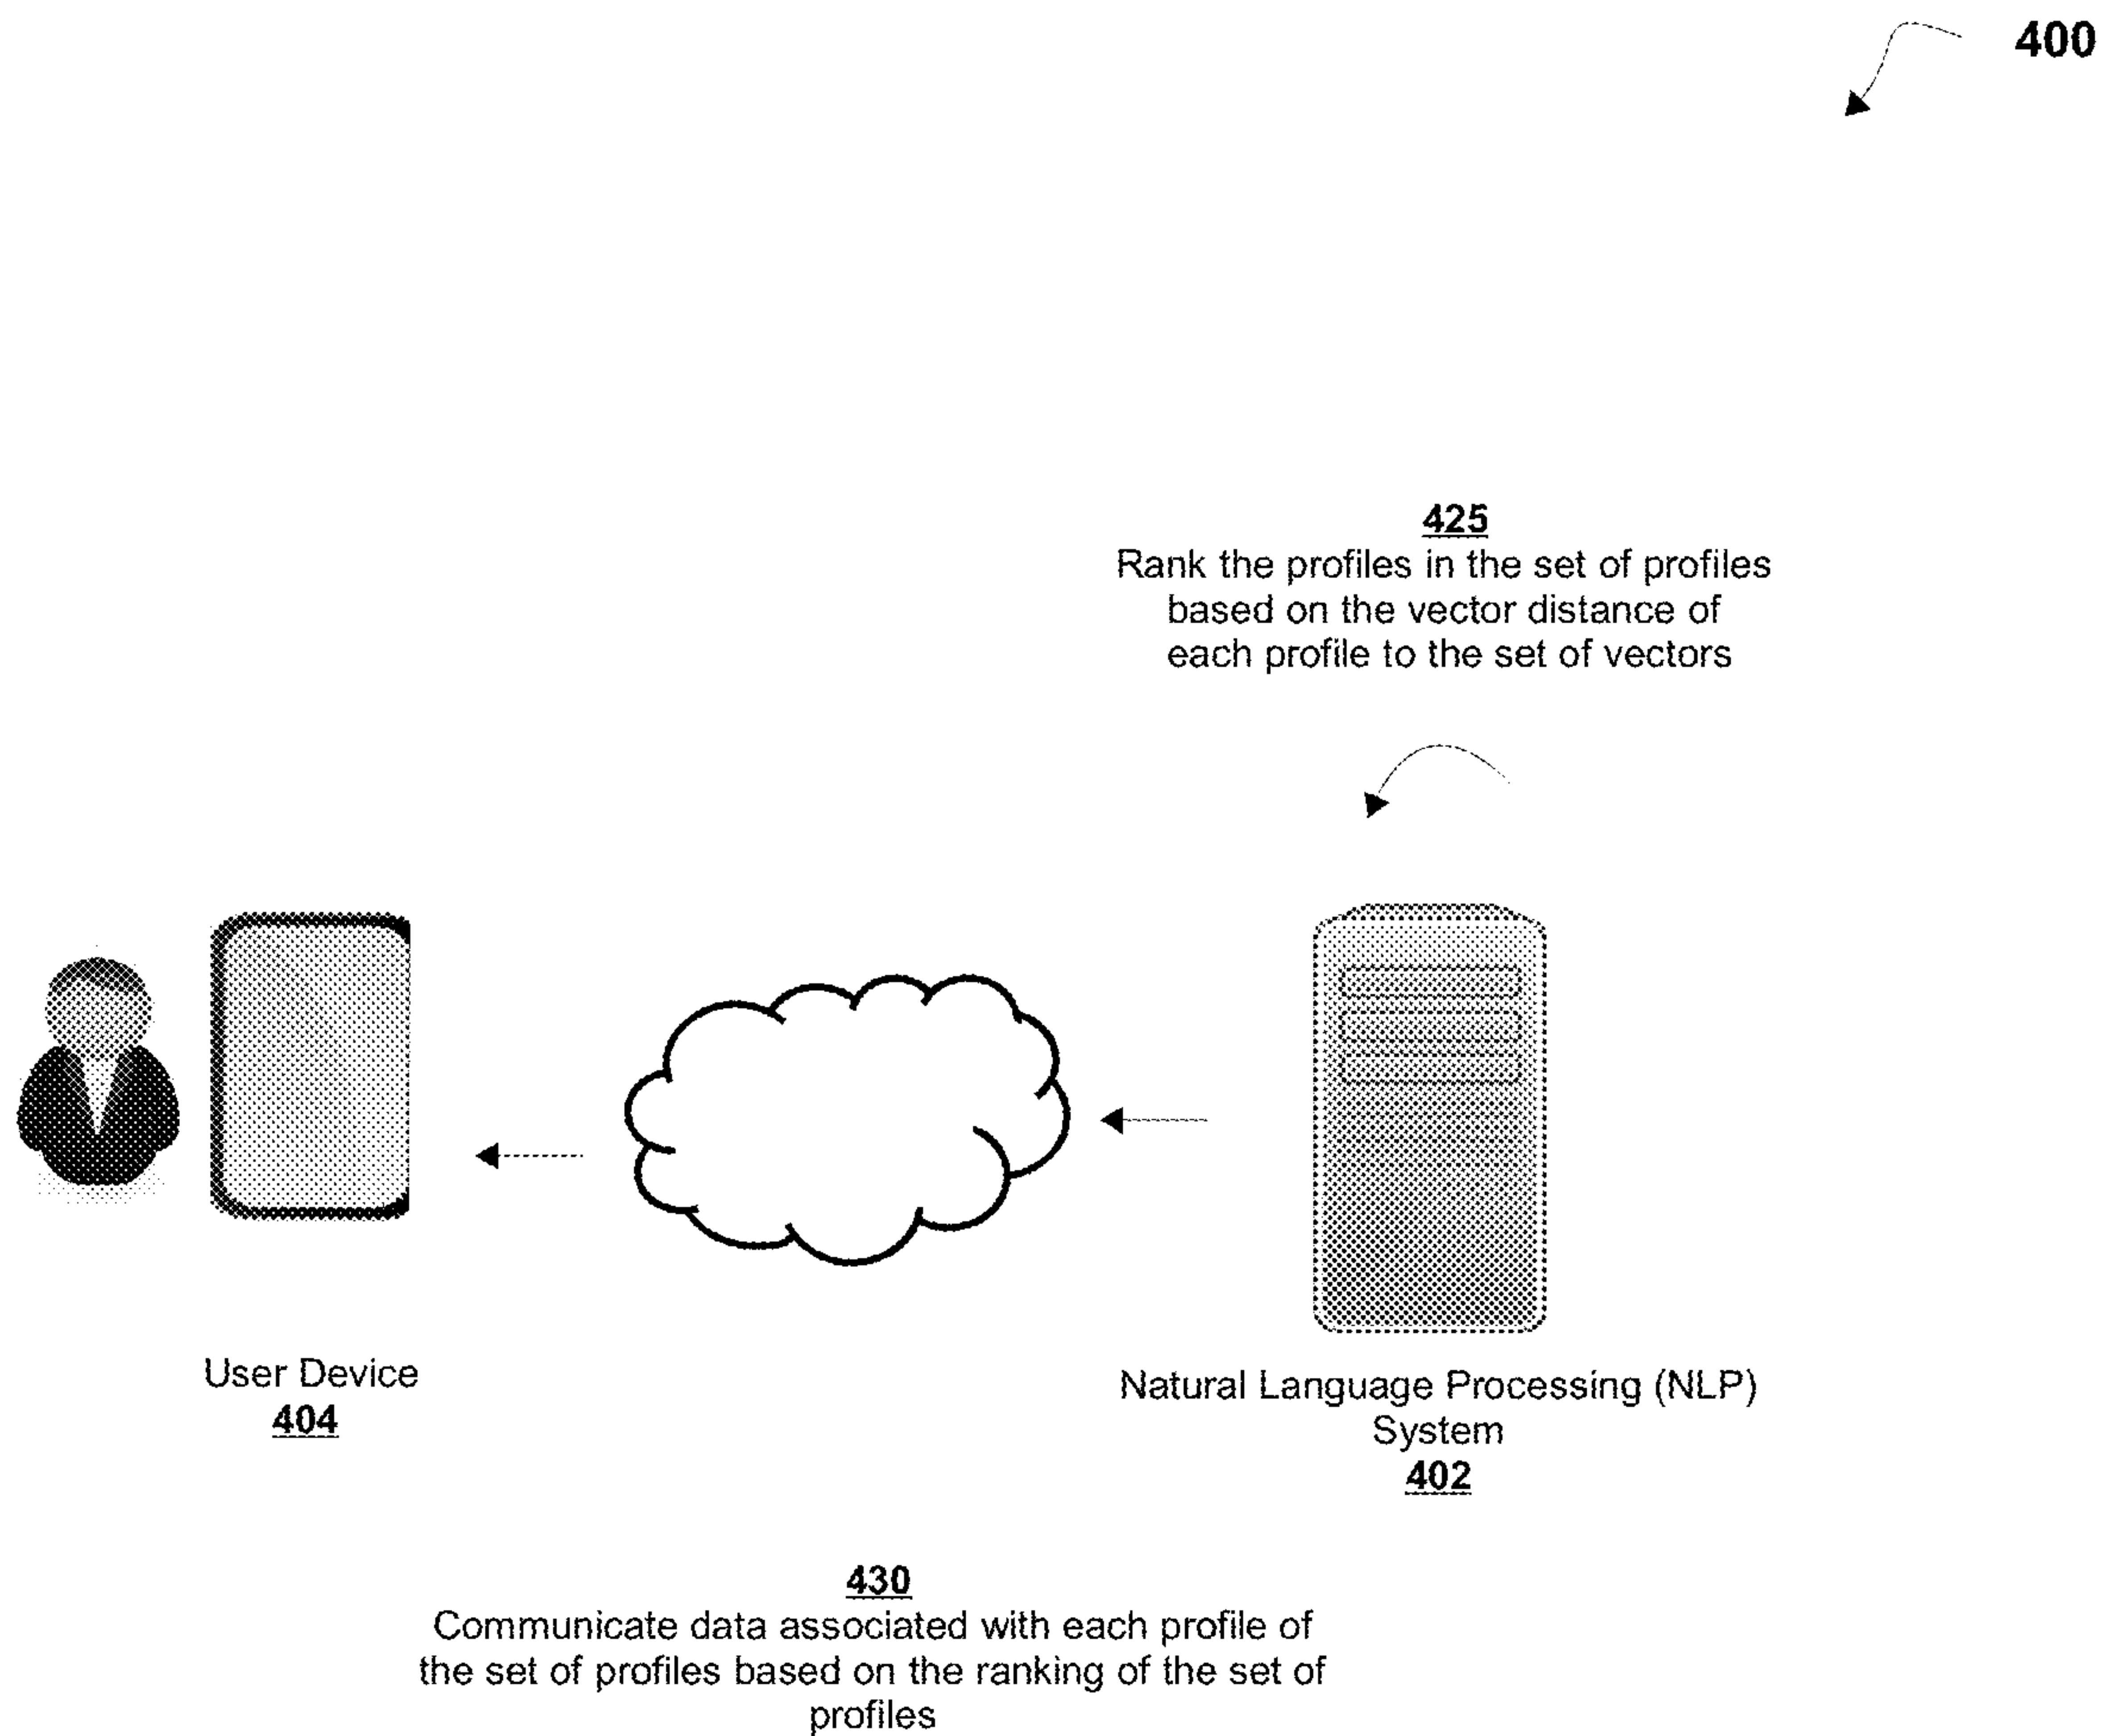 400
425
Rank the profiles in the set of profiles
based on the vector distance of
each profile to the set of vectors
User Device
404
Natural Language Processing (NLP)
System
402
430
Communicate data associated with each profile of
the set of profiles based on the ranking of the set of
profiles